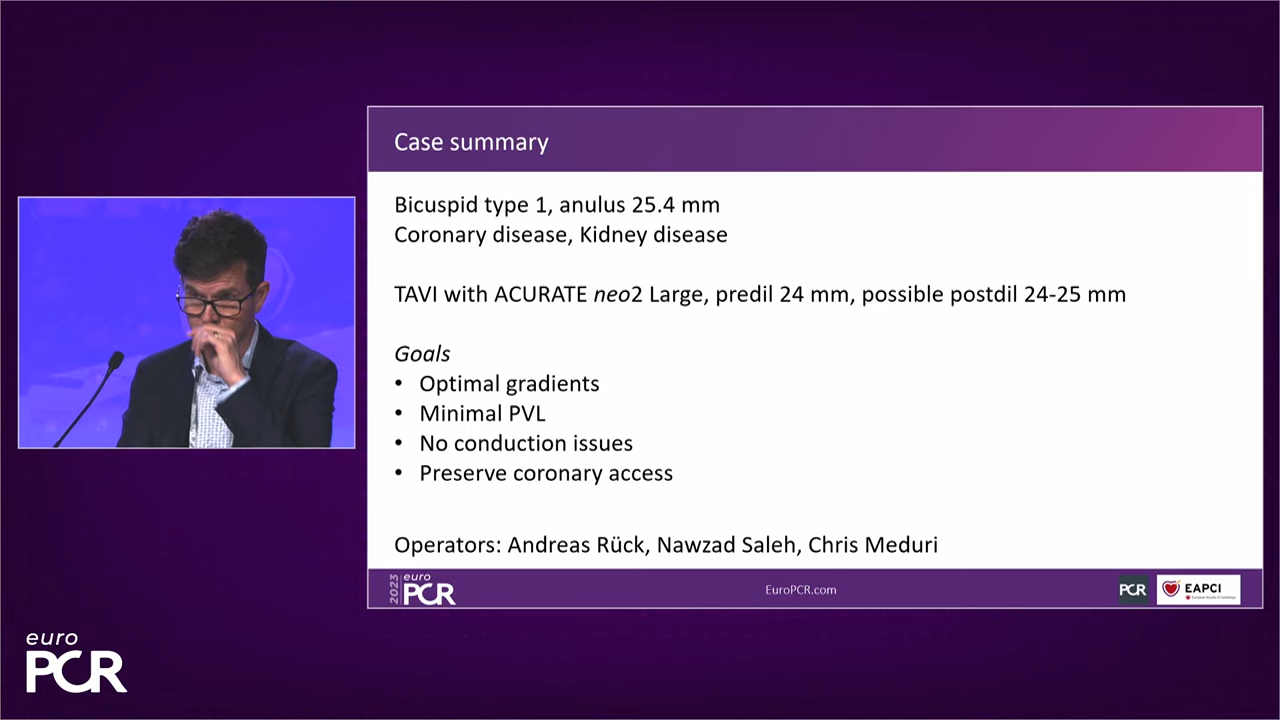 Case summary
Bicuspid type 1, anulus 25.4 mm
Coronary disease, Kidney disease
TAVI with ACURATE neo2 Large, predil 24 mm, possible postdil 24-25 mm
Goals
• Optimal gradients
• Minimal PVL
• No conduction issues
• Preserve coronary access
Operators: Andreas Rück, Nawzad Saleh, Chris Meduri
2023 euro PCR
EuroPCR.com
PCR
EAPCI
euro
PCR